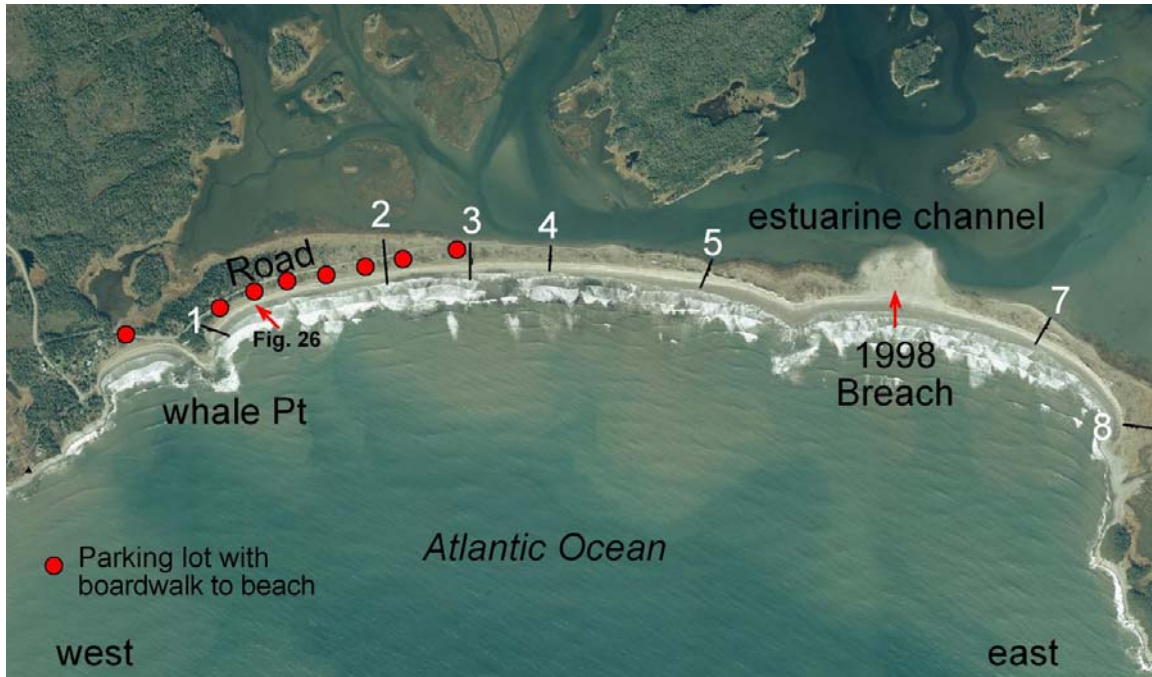 2
3
4
5
estuarine channel
Road
1
Fig. 26
7
1998
Breach
whale Pt
8
Atlantic Ocean
Parking lot with
boardwalk to beach
west
east